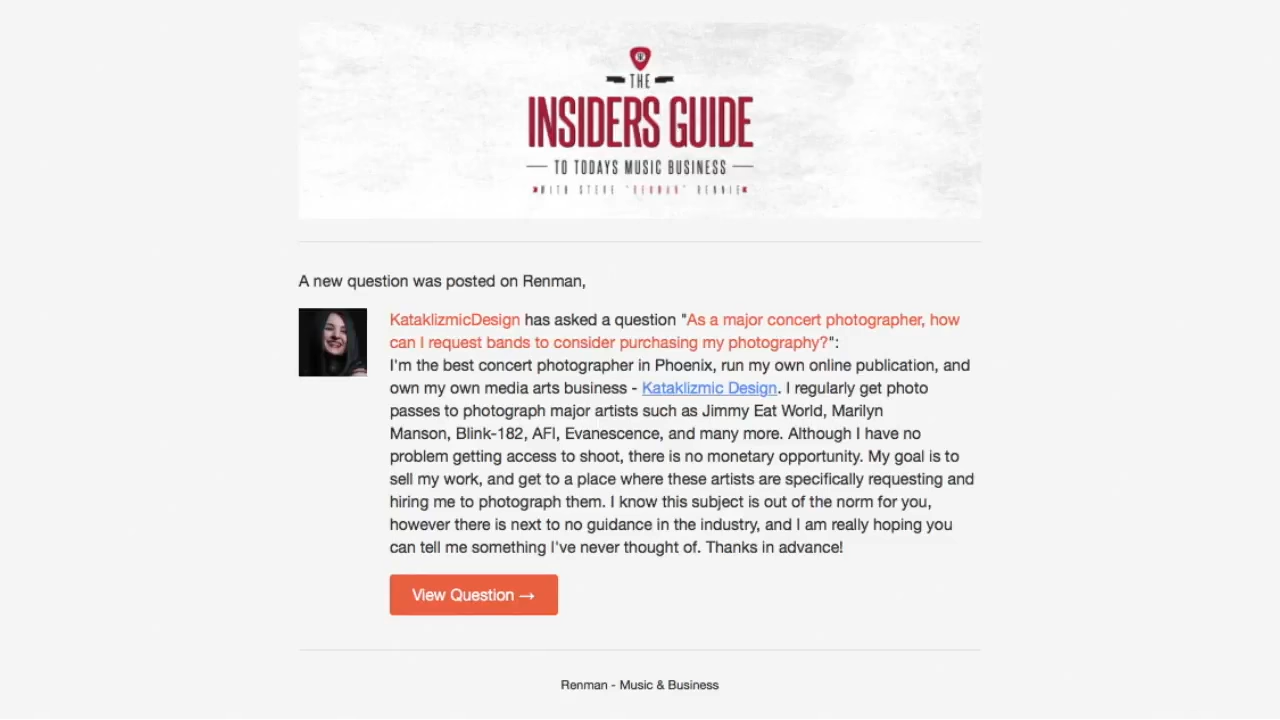 THE
INSIDERS GUIDE
TO TODAYS MUSIC BUSINESS
WITH STEVE "RENMAN" RENNIE
A new question was posted on Renman,
KataklizmicDesign has asked a question "As a major concert photographer, how
can I request bands to consider purchasing my photography?":
I'm the best concert photographer in Phoenix, run my own online publication, and
own my own media arts business - Kataklizmic Design. I regularly get photo
passes to photograph major artists such as Jimmy Eat World, Marilyn
Manson, Blink-182, AFI, Evanescence, and many more. Although I have no
problem getting access to shoot, there is no monetary opportunity. My goal is to
sell my work, and get to a place where these artists are specifically requesting and
hiring me to photograph them. I know this subject is out of the norm for you,
however there is next to no guidance in the industry, and I am really hoping you
can tell me something I've never thought of. Thanks in advance!
View Question →
Renman - Music & Business